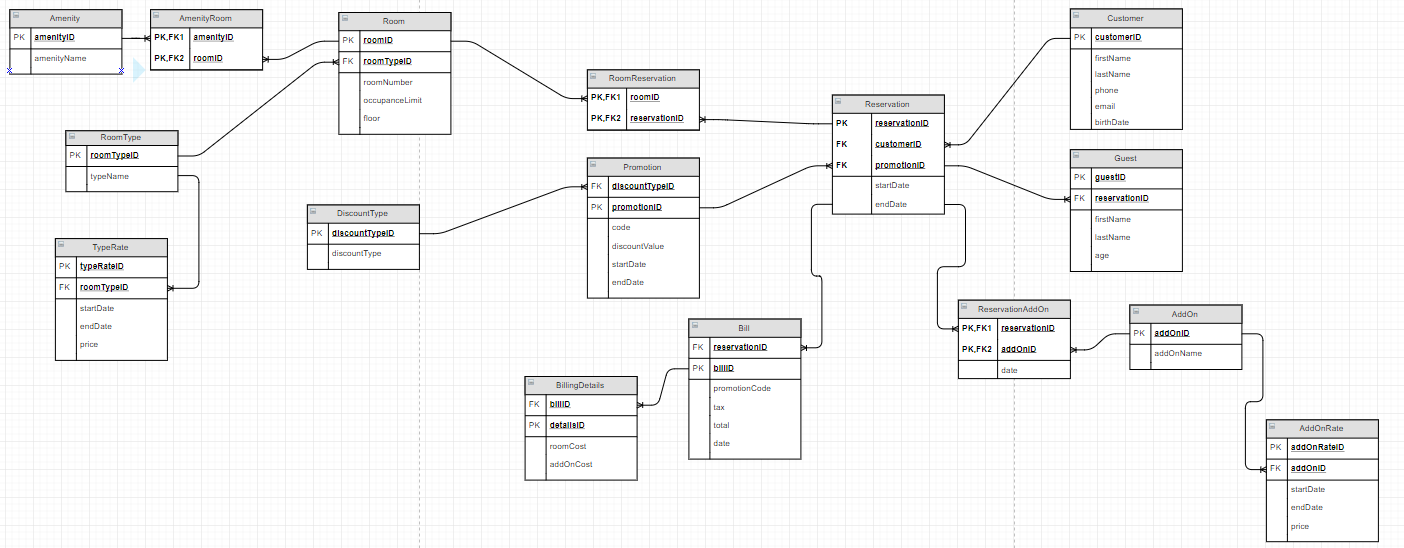 Amenity
PK amenityID
amenityName
AmenityRoom
PK,FK1 amenityID
PK,FK2 roomID
Room
PK roomID
FK roomTypeID
roomNumber
occupanceLimit
floor
RoomType
PK roomTypeID
typeName
TypeRate
PK typeRateID
FK roomTypeID
startDate
endDate
price
DiscountType
PK discountTypeID
discountType
RoomReservation
PK,FK1 roomID
PK,FK2 reservationID
Promotion
FK discountTypeID
PK promotionID
code
discountValue
startDate
endDate
Reservation
PK reservationID
FK customerID
FK promotionID
startDate
endDate
Customer
PK customerID
firstName
lastName
phone
email
birthDate
Guest
PK guestID
FK reservationID
firstName
lastName
age
Bill
FK reservationID
PK billID
promotionCode
tax
total
date
BillingDetails
FK billID
PK detailsID
roomCost
addOnCost
ReservationAddOn
PK,FK1 reservationID
PK,FK2 addOnID
date
AddOn
PK addOnID
addOnName
AddOnRate
PK addOnRateID
FK addOnID
startDate
endDate
price